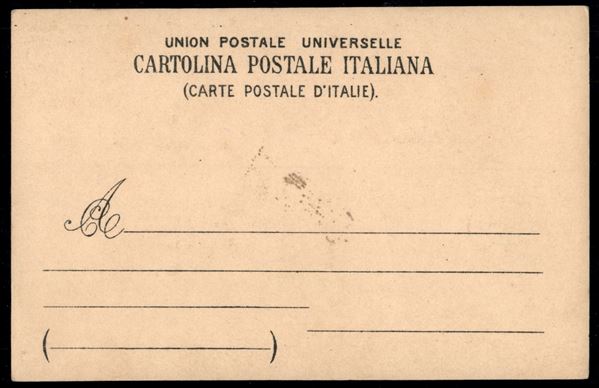 UNION POSTALE UNIVERSELLE
CARTOLINA POSTALE ITALIANA
(CARTE POSTALE D'ITALIE).
A